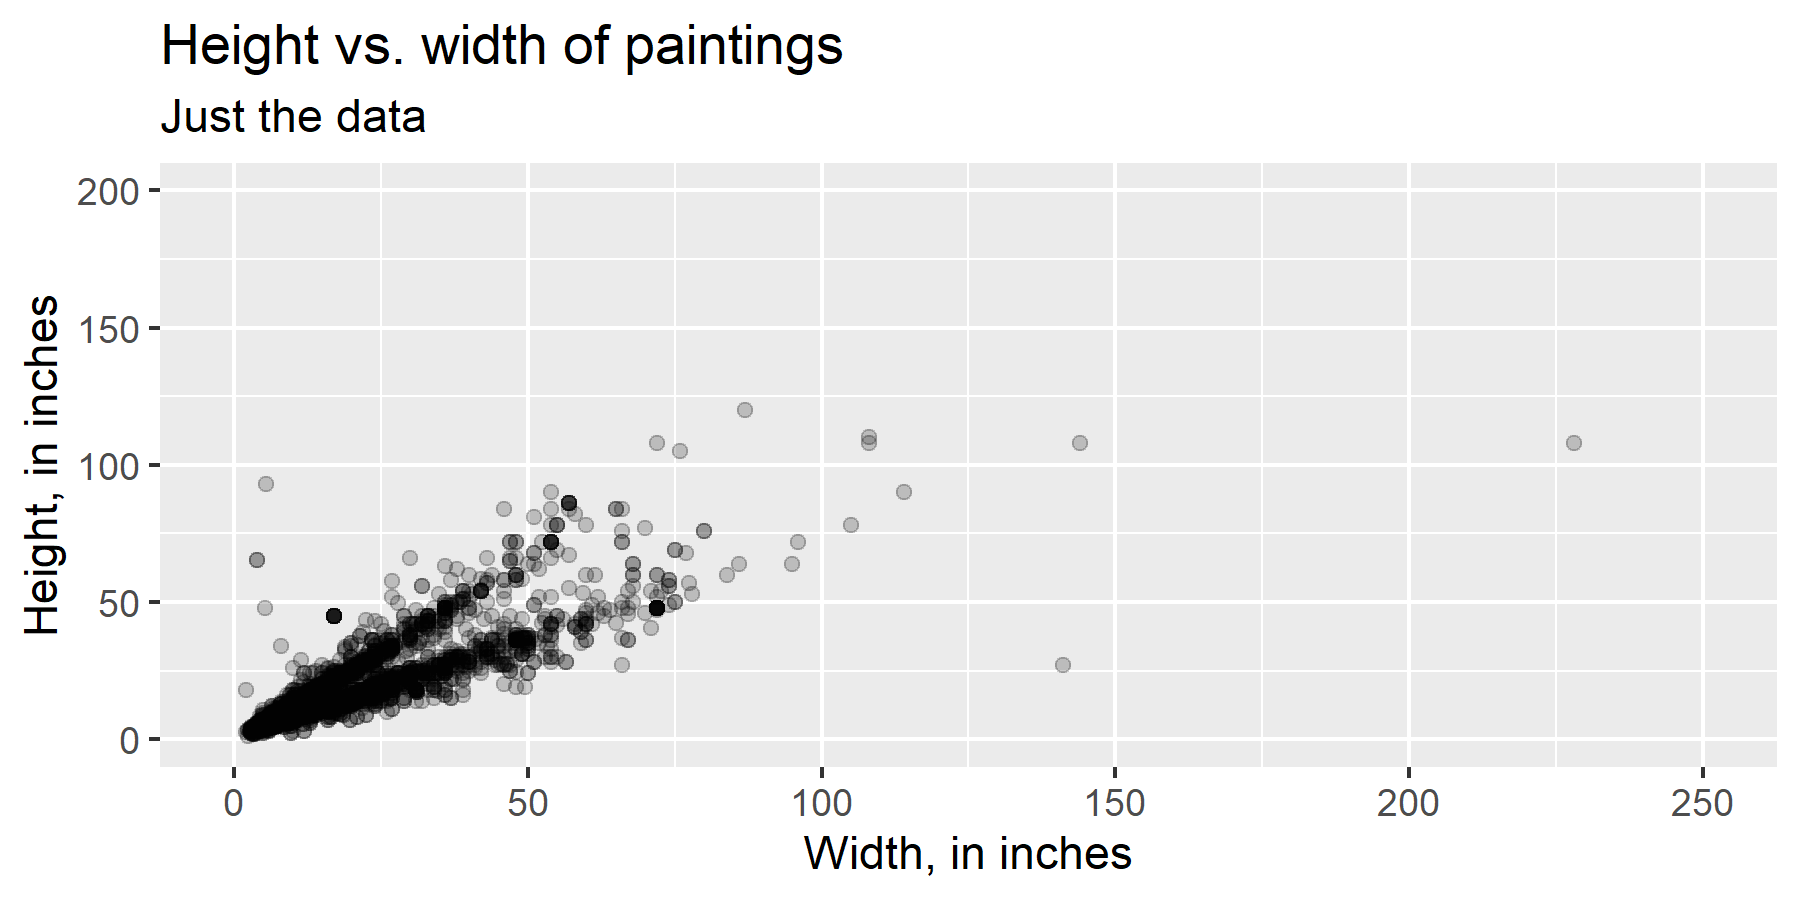 Height vs. width of paintings
Just the data
200
150
100
50
0
Height, in inches
0 50 100 150 200 250
Width, in inches